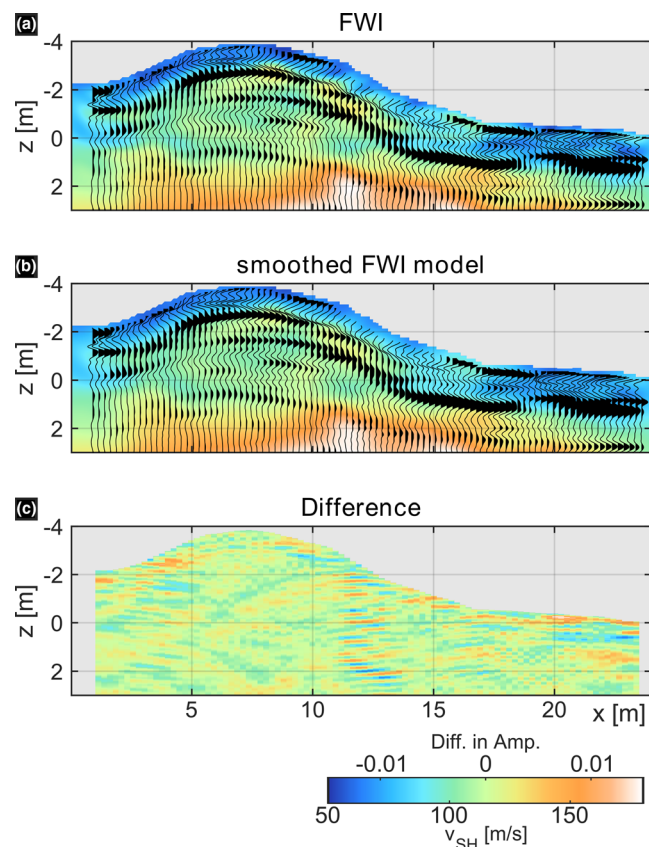 (a) FWI
-4
-2
0
2
z [m]
(b) smoothed FWI model
-4
-2
0
2
z [m]
(c) Difference
-4
-2
0
2
z [m]
5 10 15 20 x [m]
Diff. in Amp.
-0.01 0 0.01
50 100 150
vSH [m/s]